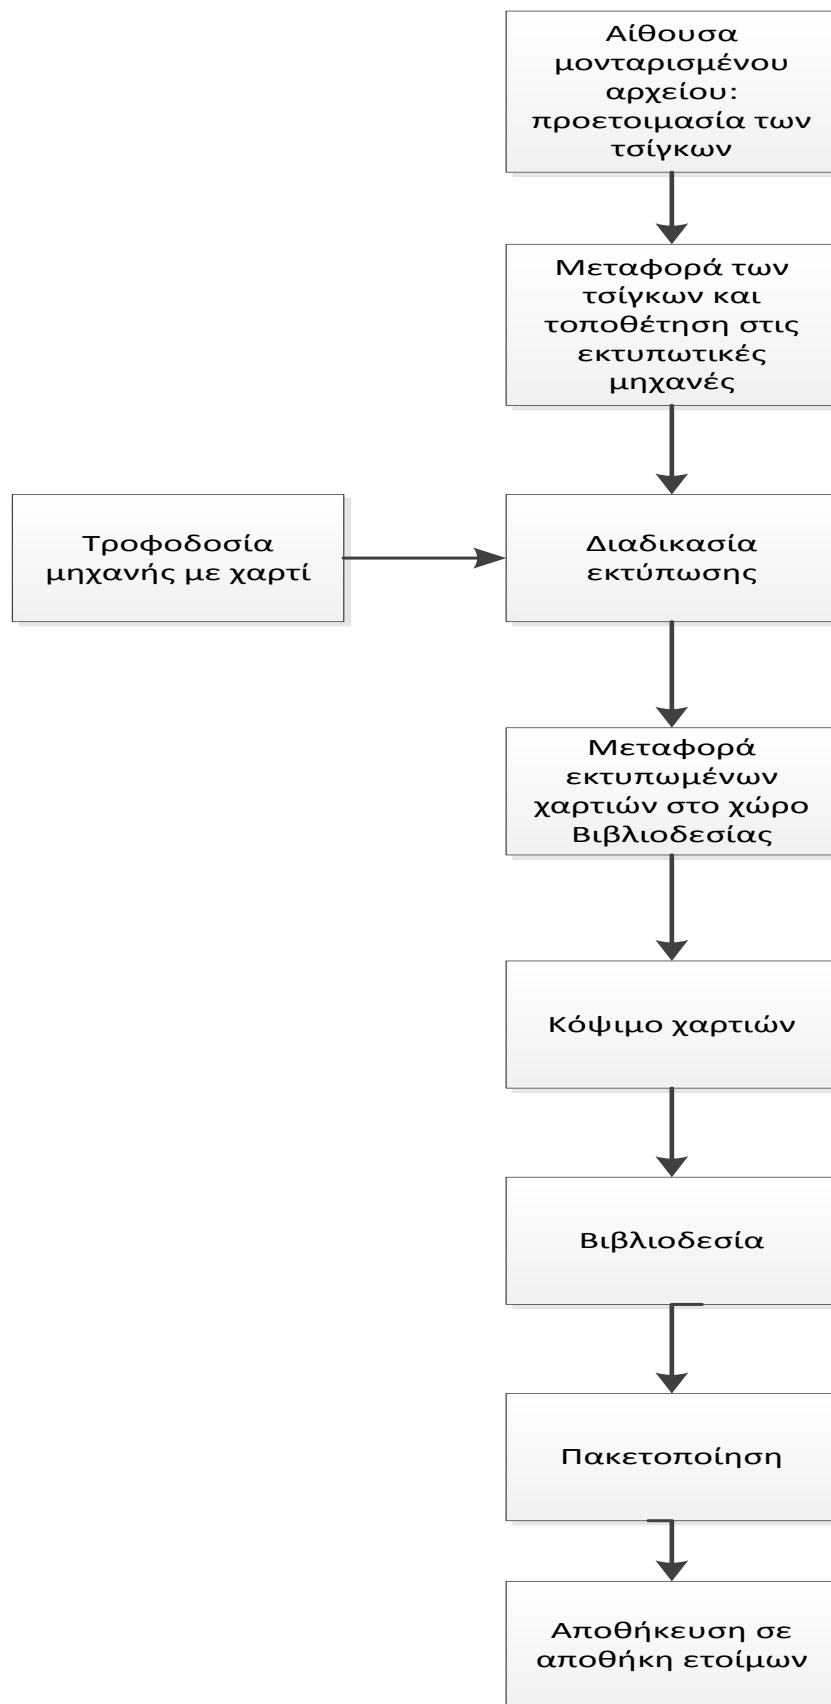 Αίθουσα
μονταρισμένου
αρχείου:
προετοιμασία των
τσίγκων
Μεταφορά των
τσίγκων και
τοποθέτηση στις
εκτυπωτικές
μηχανές
Τροφοδοσία
μηχανής με χαρτί
Διαδικασία
εκτύπωσης
Μεταφορά
εκτυπωμένων
χαρτιών στο χώρο
Βιβλιοδεσίας
Κόψιμο χαρτιών
Βιβλιοδεσία
Πακετοποίηση
Αποθήκευση σε
αποθήκη ετοίμων